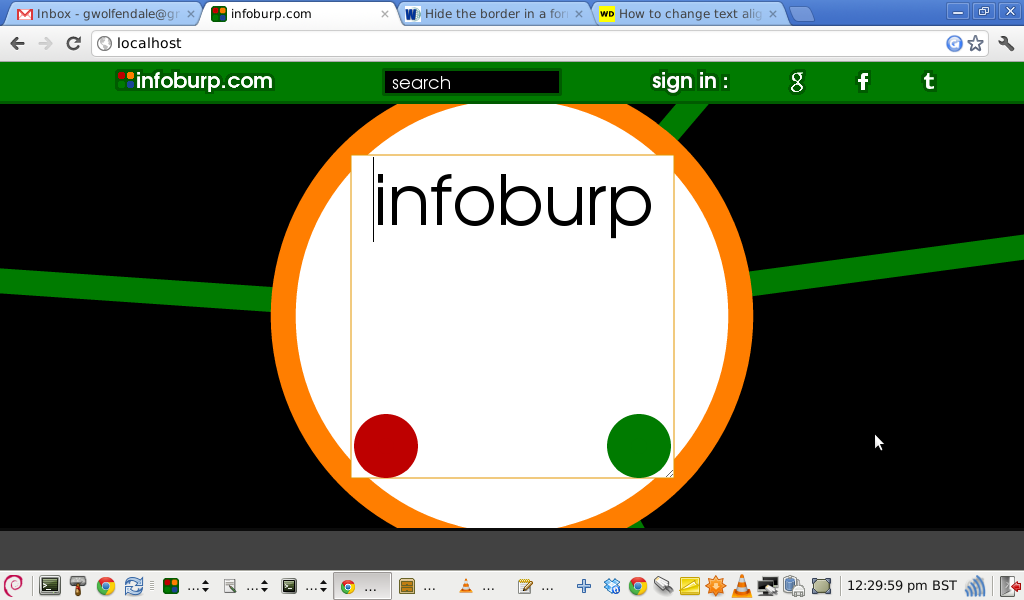 Inbox - gwolfendale@gr
infoburp.com
Hide the border in a for
WD
How to change text alig
localhost
infoburp.com
search
sign in :
g
f
t
infoburp
...
...
...
...
...
...
...
12:29:59 pm BST